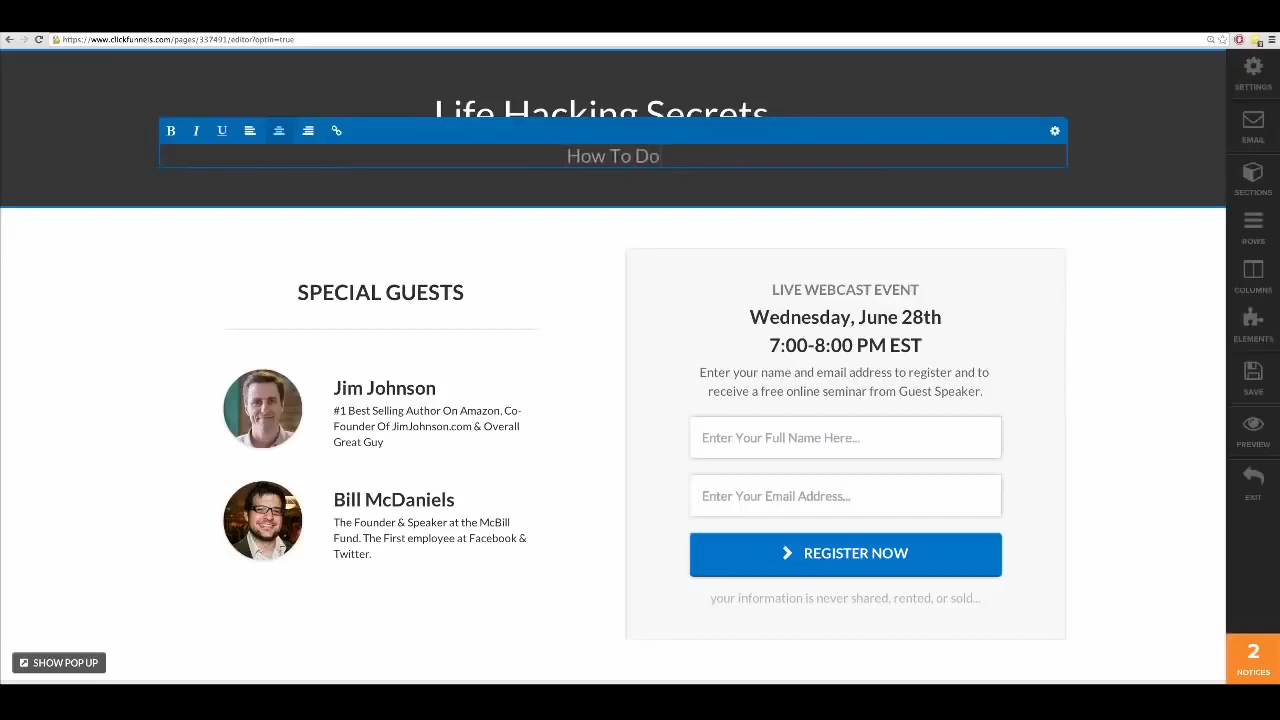 https://www.clickfunnels.com/pages/337491/editor?optin=true
Life Hacking Secrets
B I U
How To Do
SPECIAL GUESTS
Jim Johnson
#1 Best Selling Author On Amazon, Co-
Founder Of JimJohnson.com & Overall
Great Guy
Bill McDaniels
The Founder & Speaker at the McBill
Fund. The First employee at Facebook &
Twitter.
LIVE WEBCAST EVENT
Wednesday, June 28th
7:00-8:00 PM EST
Enter your name and email address to register and to
receive a free online seminar from Guest Speaker.
Enter Your Full Name Here...
Enter Your Email Address...
REGISTER NOW
your information is never shared, rented, or sold...
SHOW POP UP
SETTINGS
EMAIL
SECTIONS
ROWS
COLUMNS
ELEMENTS
SAVE
PREVIEW
EXIT
2
NOTICES